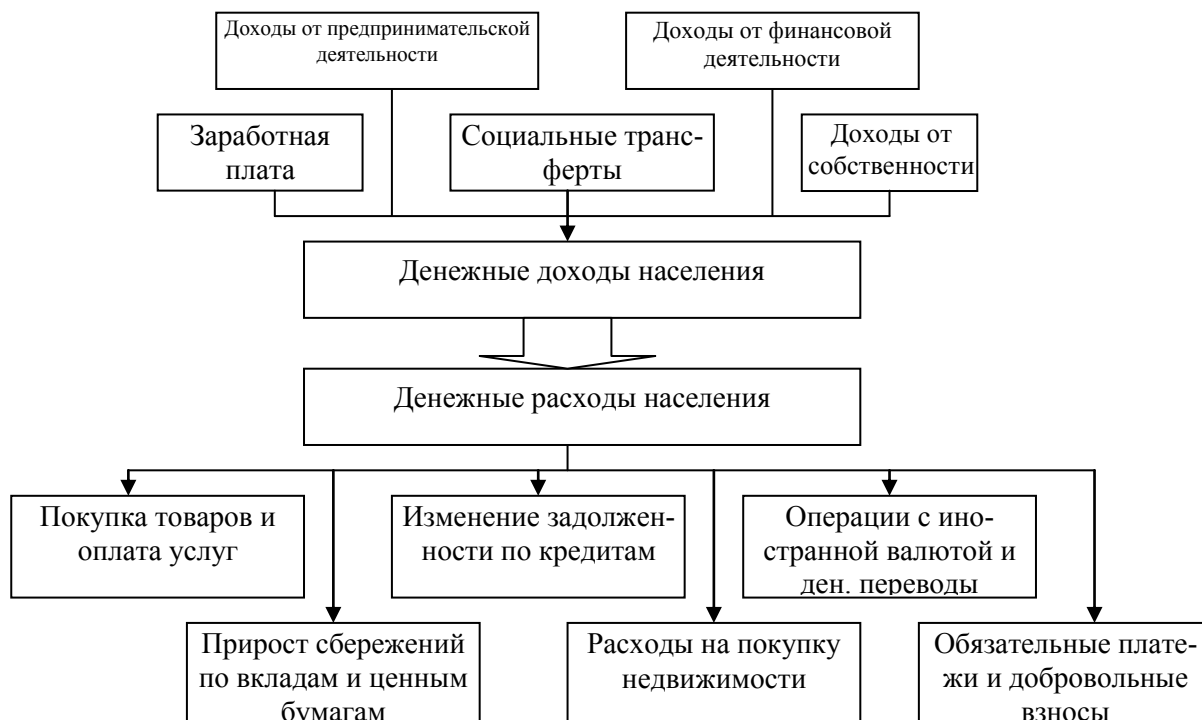 Доходы от предпринимательской
деятельности
Доходы от финансовой
деятельности
Заработная
плата
Социальные транс-
ферты
Доходы от
собственности
Денежные доходы населения
Денежные расходы населения
Покупка товаров и
оплата услуг
Изменение задолжен-
ности по кредитам
Операции с ино-
странной валютой и
ден. переводы
Прирост сбережений
по вкладам и ценным
бумагам
Расходы на покупку
недвижимости
Обязательные плате-
жи и добровольные
взносы